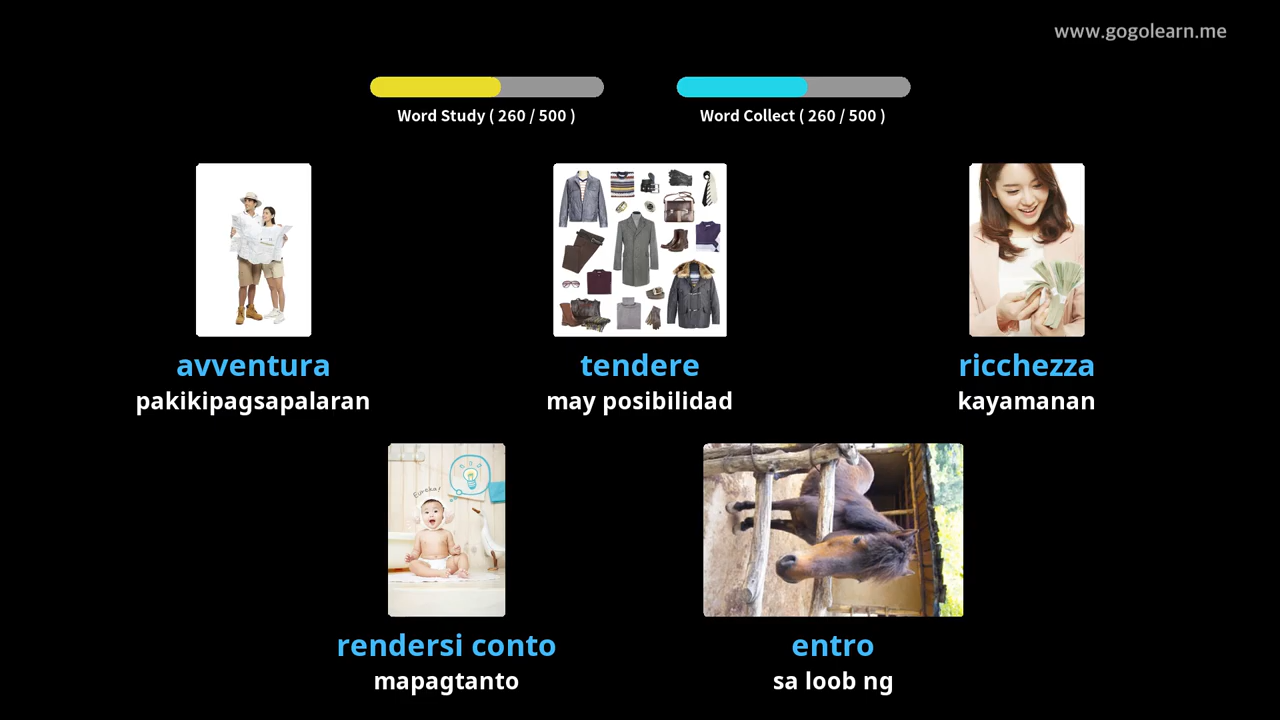 www.gogolearn.me
Word Study ( 260 / 500 )
Word Collect ( 260 / 500 )
avventura
pakikipagsapalaran
tendere
may posibilidad
ricchezza
kayamanan
Eureka!
rendersi conto
mapagtanto
entro
sa loob ng